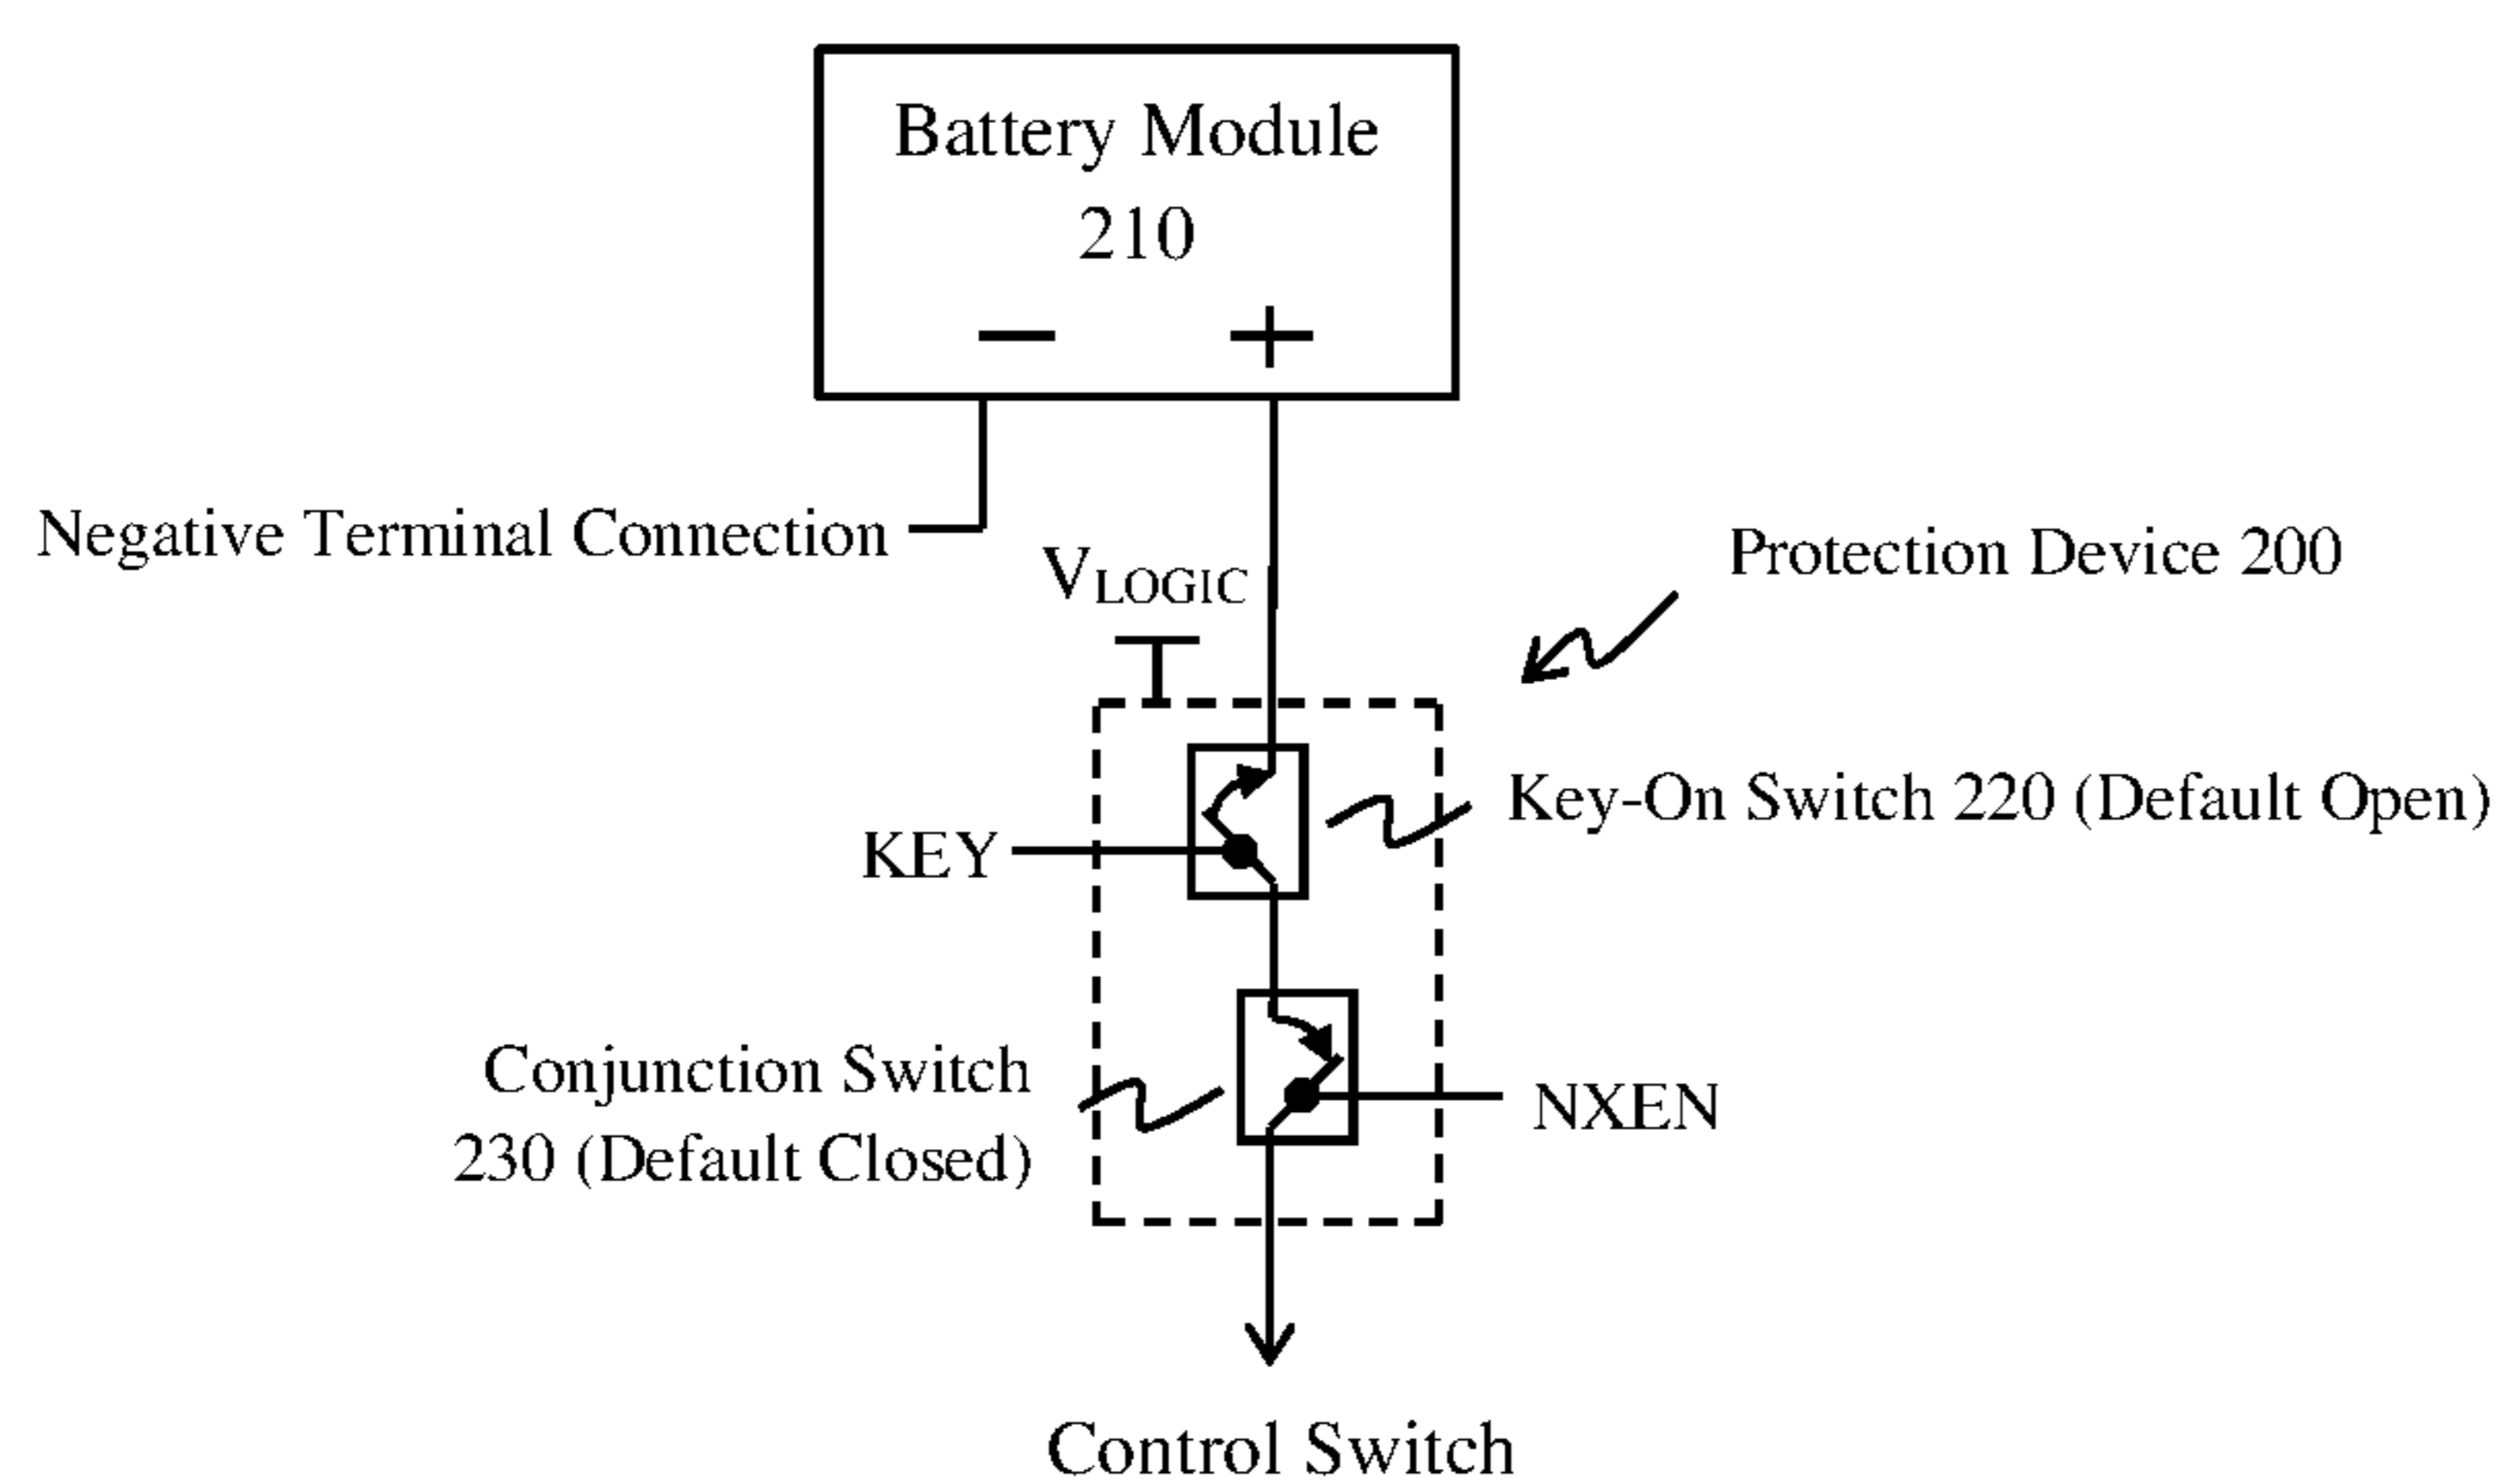 Battery Module
210
Negative Terminal Connection
VLOGIC
Protection Device 200
Key-On Switch 220 (Default Open)
KEY
Conjunction Switch
230 (Default Closed)
NXEN
Control Switch